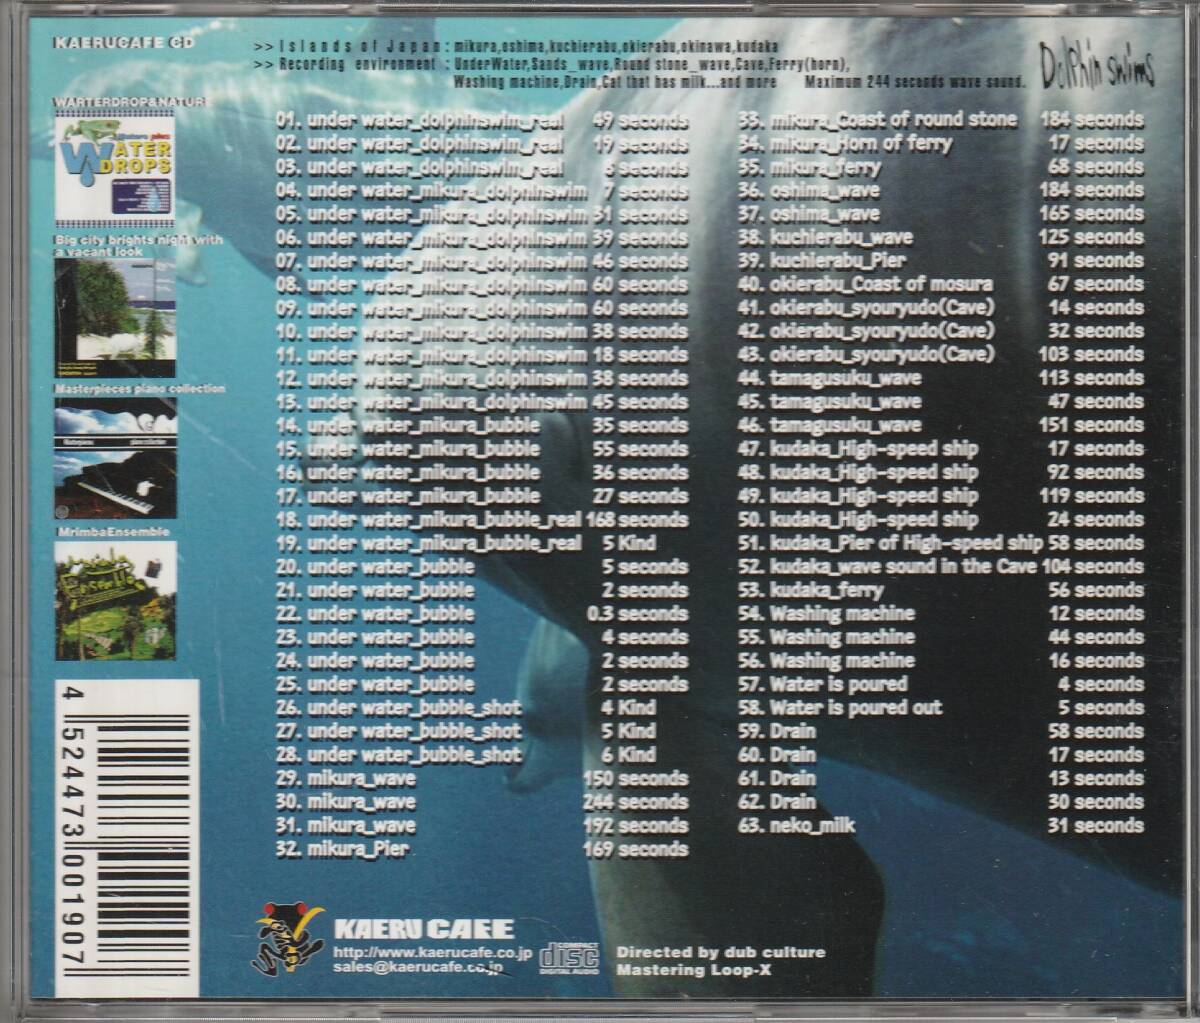 KAERUCAFE CD
>> Islands of Japan : mikura,oshima,kuchierabu,okierabu,okinawa,kudaka
>> Recording environment : UnderWater,Sands_wave,Round stone_wave,Cave,Ferry(horn),
Washing machine,Drain,Cat that has milk...and more Maximum 244 seconds wave sound.
Dolphin swims
WARTERDROP&NATURE
WATER
DROPS
Big city brights night with
a vacant look
Masterpieces piano collection
MrimbaEnsemble
4 524473 001907
01. under water_dolphinswim_real 49 seconds
02. under water_dolphinswim_real 19 seconds
03. under water_dolphinswim_real 6 seconds
04. under water_mikura_dolphinswim 7 seconds
05. under water_mikura_dolphinswim 31 seconds
06. under water_mikura_dolphinswim 39 seconds
07. under water_mikura_dolphinswim 46 seconds
08. under water_mikura_dolphinswim 60 seconds
09. under water_mikura_dolphinswim 60 seconds
10. under water_mikura_dolphinswim 38 seconds
11. under water_mikura_dolphinswim 18 seconds
12. under water_mikura_dolphinswim 58 seconds
13. under water_mikura_dolphinswim 45 seconds
14. under water_mikura_bubble 35 seconds
15. under water_mikura_bubble 55 seconds
16. under water_mikura_bubble 36 seconds
17. under water_mikura_bubble 27 seconds
18. under water_mikura_bubble_real 168 seconds
19. under water_mikura_bubble_real 5 Kind
20. under water_bubble 5 seconds
21. under water_bubble 2 seconds
22. under water_bubble 0.3 seconds
23. under water_bubble 4 seconds
24. under water_bubble 2 seconds
25. under water_bubble 2 seconds
26. under water_bubble_shot 4 Kind
27. under water_bubble_shot 5 Kind
28. under water_bubble_shot 6 Kind
29. mikura_wave 150 seconds
30. mikura_wave 244 seconds
31. mikura_wave 192 seconds
32. mikura_Pier 169 seconds
33. mikura_Coast of round stone 184 seconds
34. mikura_Horn of ferry 17 seconds
35. mikura_ferry 68 seconds
36. oshima_wave 184 seconds
37. oshima_wave 165 seconds
38. kuchierabu_wave 125 seconds
39. kuchierabu_Pier 91 seconds
40. okierabu_Coast of mosura 67 seconds
41. okierabu_syouryudo(Cave) 14 seconds
42. okierabu_syouryudo(Cave) 32 seconds
43. okierabu_syouryudo(Cave) 103 seconds
44. tamagusuku_wave 113 seconds
45. tamagusuku_wave 47 seconds
46. tamagusuku_wave 151 seconds
47. kudaka_High-speed ship 17 seconds
48. kudaka_High-speed ship 92 seconds
49. kudaka_High-speed ship 119 seconds
50. kudaka_High-speed ship 24 seconds
51. kudaka_Pier of High-speed ship 58 seconds
52. kudaka_wave sound in the Cave 104 seconds
53. kudaka_ferry 56 seconds
54. Washing machine 12 seconds
55. Washing machine 44 seconds
56. Washing machine 16 seconds
57. Water is poured 4 seconds
58. Water is poured out 5 seconds
59. Drain 58 seconds
60. Drain 17 seconds
61. Drain 13 seconds
62. Drain 30 seconds
63. neko_milk 31 seconds
KAERU CAFE
http://www.kaerucafe.co.jp
sales@kaerucafe.co.jp
COMPACT
disc
DIGITAL AUDIO
Directed by dub culture
Mastering Loop-X